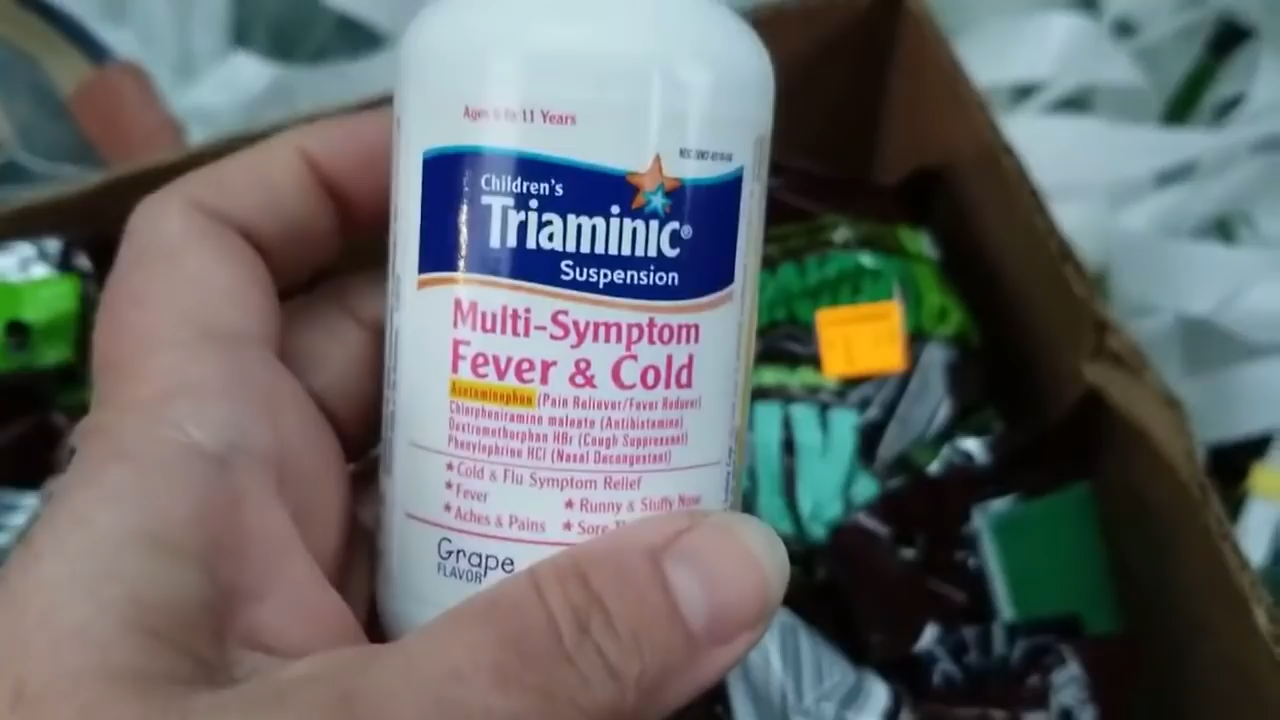 Ages 6 to 11 Years
Children's
Triaminic®
Suspension
Multi-Symptom
Fever & Cold
Acetaminophen (Pain Reliever/Fever Reducer)
Chlorpheniramine maleate (Antihistamine)
Dextromethorphan HBr (Cough Suppressant)
Phenylephrine HCl (Nasal Decongestant)
★Cold & Flu Symptom Relief
★Fever ★Runny & Stuffy Nose
★Aches & Pains ★Sore
Grape
FLAVOR